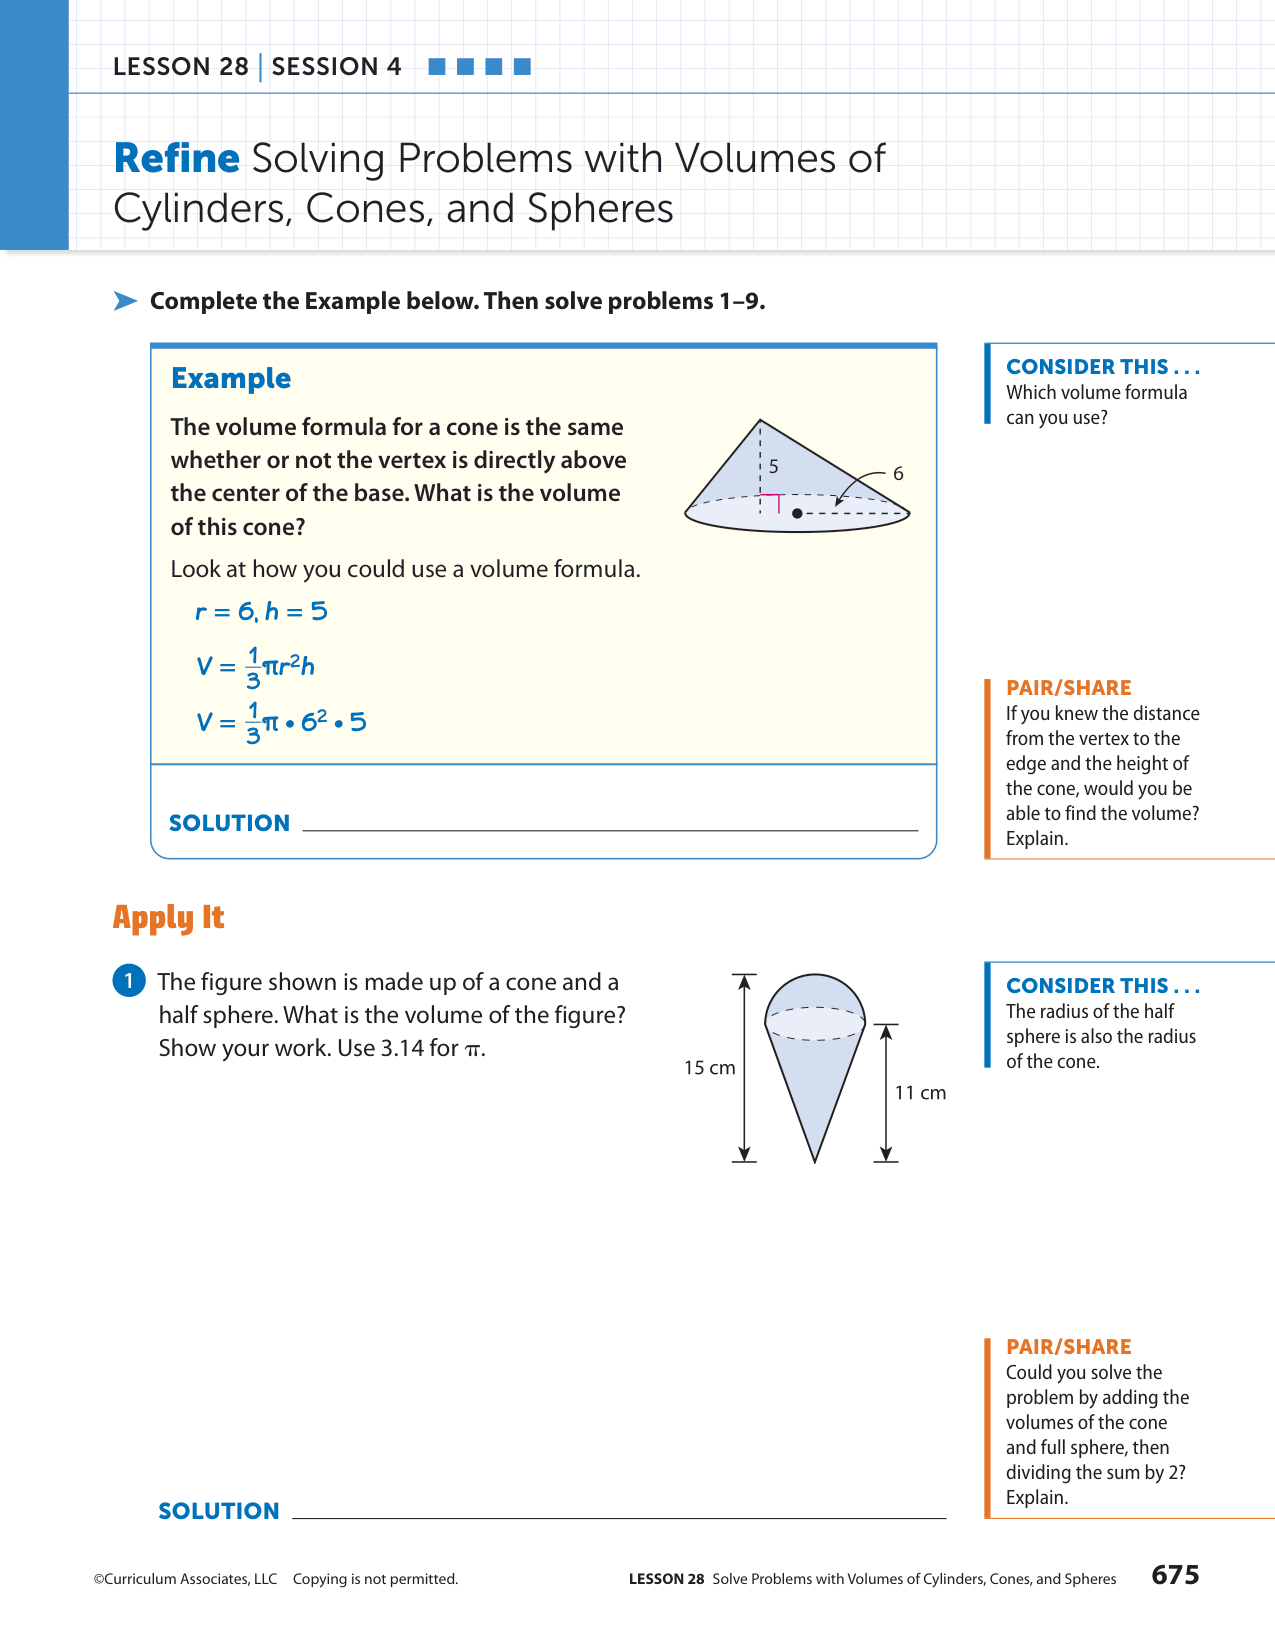 LESSON 28 | SESSION 4
Refine Solving Problems with Volumes of
Cylinders, Cones, and Spheres
Complete the Example below. Then solve problems 1–9.
Example
The volume formula for a cone is the same
whether or not the vertex is directly above
the center of the base. What is the volume
of this cone?
5
6
Look at how you could use a volume formula.
r = 6, h = 5
V = 1/3 πr²h
V = 1/3 π • 6² • 5
SOLUTION
CONSIDER THIS . . .
Which volume formula
can you use?
PAIR/SHARE
If you knew the distance
from the vertex to the
edge and the height of
the cone, would you be
able to find the volume?
Explain.
Apply It
1 The figure shown is made up of a cone and a
half sphere. What is the volume of the figure?
Show your work. Use 3.14 for π.
15 cm
11 cm
SOLUTION
CONSIDER THIS . . .
The radius of the half
sphere is also the radius
of the cone.
PAIR/SHARE
Could you solve the
problem by adding the
volumes of the cone
and full sphere, then
dividing the sum by 2?
Explain.
©Curriculum Associates, LLC Copying is not permitted.
LESSON 28 Solve Problems with Volumes of Cylinders, Cones, and Spheres 675